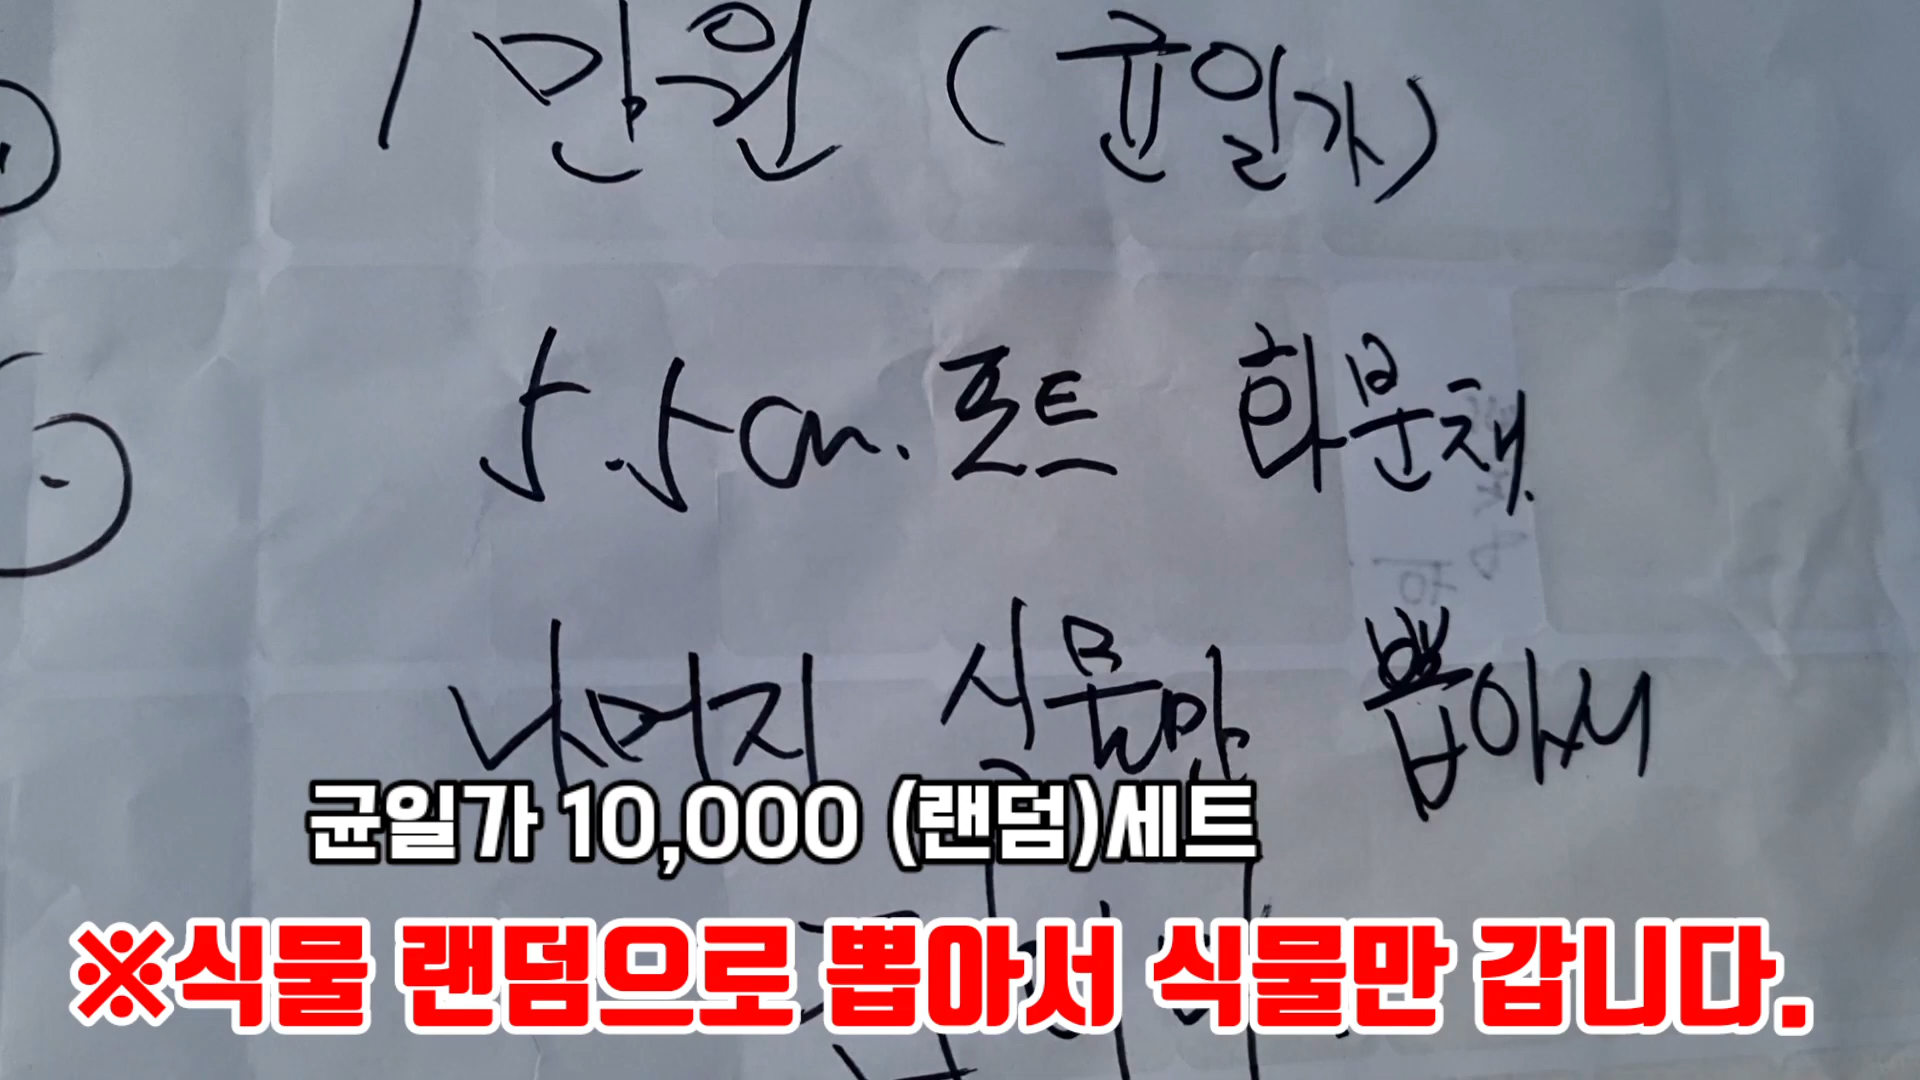 1만원 (균일가)
5.5cm. 포트 화분채.
나머지 식물만 뽑아서
균일가 10,000 (랜덤)세트
※식물 랜덤으로 뽑아서 식물만 갑니다.